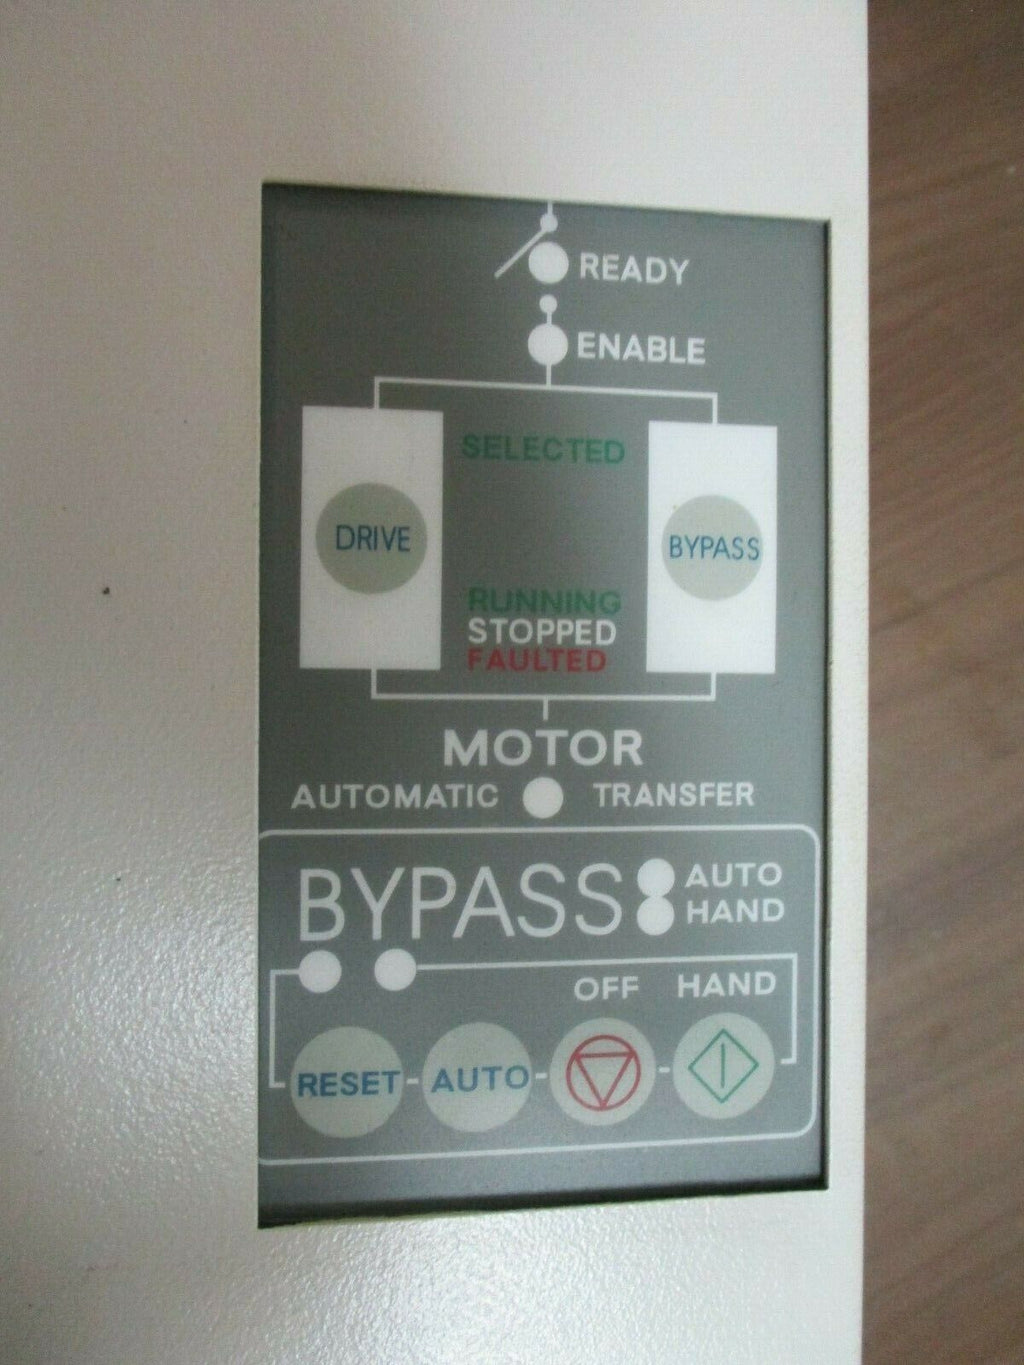 READY
ENABLE
SELECTED
DRIVE
BYPASS
RUNNING
STOPPED
FAULTED
MOTOR
AUTOMATIC TRANSFER
BYPASS AUTO
HAND
OFF HAND
RESET AUTO